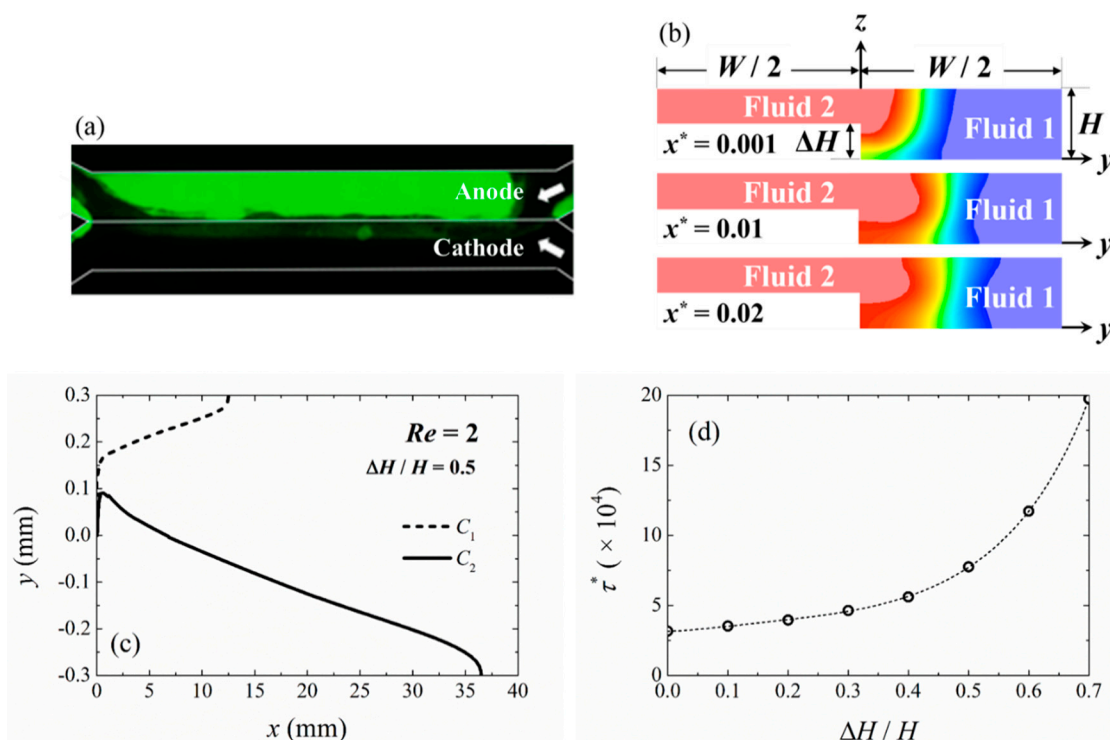 (a)
Anode
Cathode
(b)
z
W / 2 W / 2
Fluid 2
Fluid 1
H
x* = 0.001 ΔH
y
Fluid 1
x* = 0.01
y
Fluid 2
Fluid 1
x* = 0.02
y
0.3
0.2
0.1
0.0
-0.1
-0.2
-0.3
y (mm)
Re = 2
ΔH / H = 0.5
C₁
C₂
(c)
0 5 10 15 20 25 30 35 40
x (mm)
20
15
10
5
0
τ* ( × 10⁴)
(d)
0.0 0.1 0.2 0.3 0.4 0.5 0.6 0.7
ΔH / H